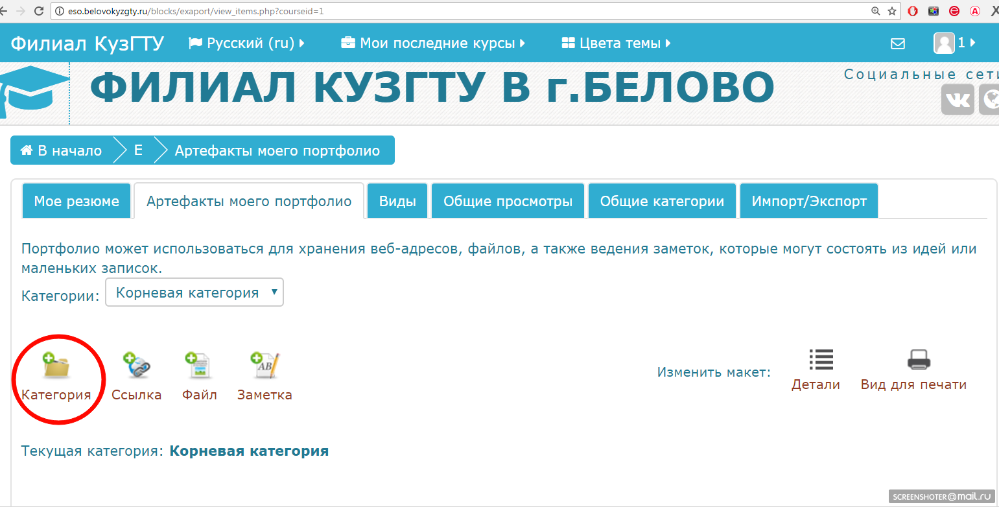 eso.belovokyzgty.ru/blocks/exaport/view_items.php?courseid=1
Филиал КузГТУ Русский (ru) Мои последние курсы Цвета темы 1
ФИЛИАЛ КУЗГТУ В г.БЕЛОВО
Социальные сети
В начало Е Артефакты моего портфолио
Мое резюме Артефакты моего портфолио Виды Общие просмотры Общие категории Импорт/Экспорт
Портфолио может использоваться для хранения веб-адресов, файлов, а также ведения заметок, которые могут состоять из идей или
маленьких записок.
Категории: Корневая категория
AB
Изменить макет:
Детали Вид для печати
Категория Ссылка Файл Заметка
Текущая категория: Корневая категория
SCREENSHOTER@mail.ru